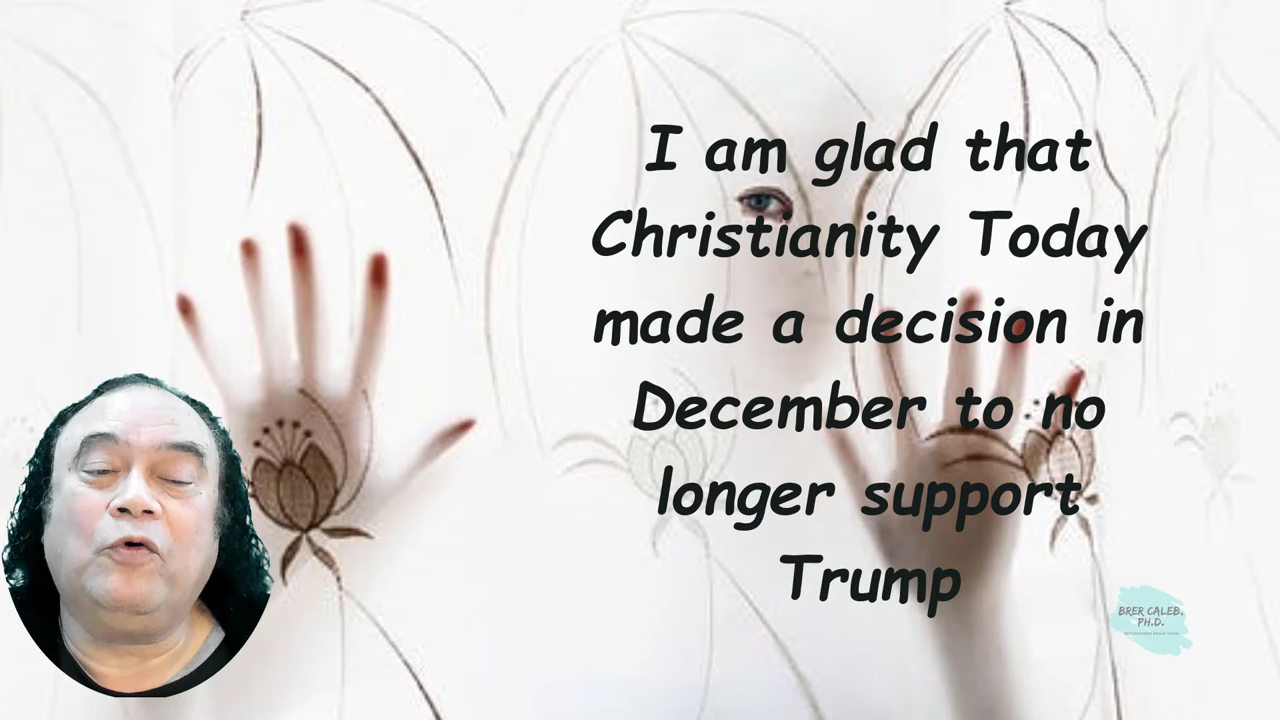 I am glad that
Christianity Today
made a decision in
December to no
longer support
Trump
BRER CALEB,
PH.D.